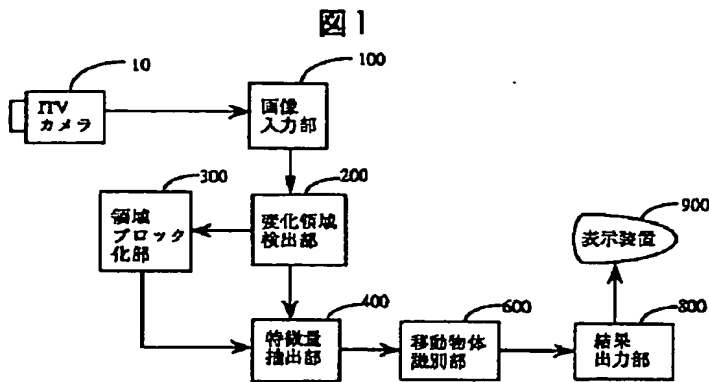 図1
10
ITV
カメラ
100
画像
入力部
300
領域
ブロック
化部
200
変化領域
検出部
900
表示装置
400
特徴量
抽出部
600
移動物体
識別部
800
結果
出力部